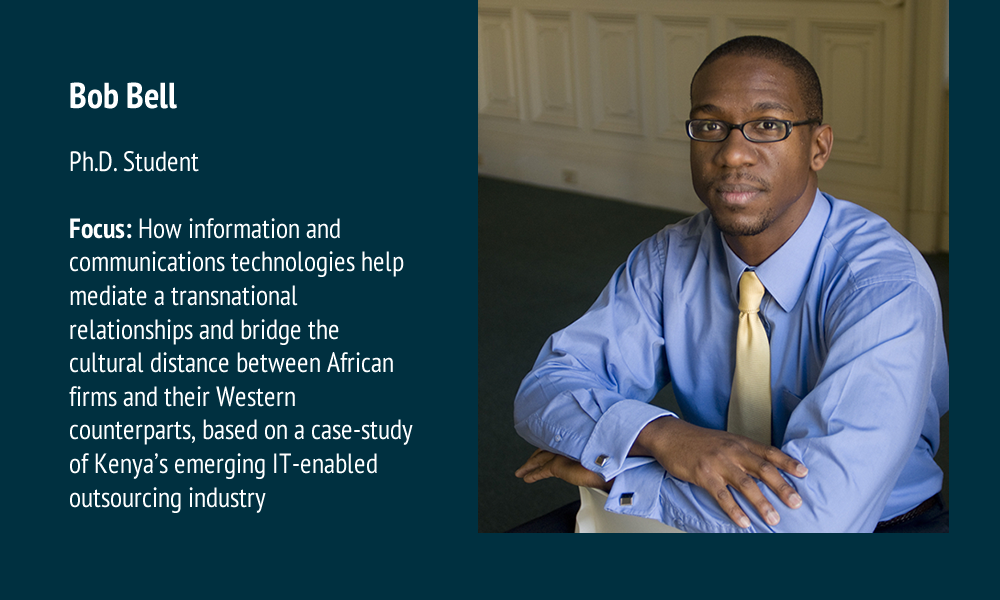 Bob Bell
Ph.D. Student
Focus: How information and
communications technologies help
mediate a transnational
relationships and bridge the
cultural distance between African
firms and their Western
counterparts, based on a case-study
of Kenya’s emerging IT-enabled
outsourcing industry